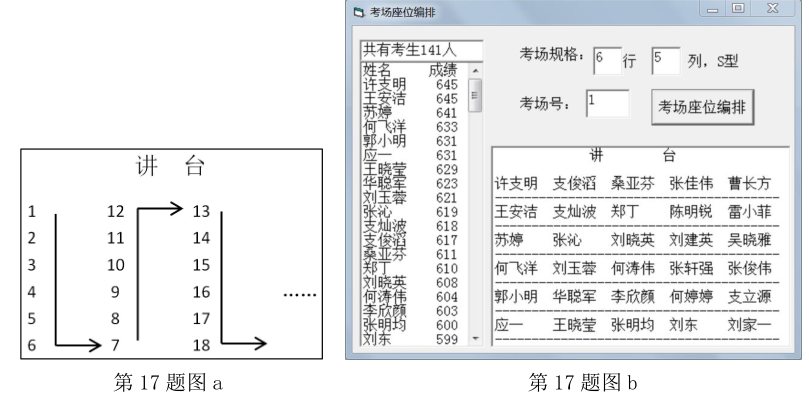 讲 台
1 12 13
2 11 14
3 10 15
4 9 16 ……
5 8 17
6 7 18
第17题图a
考场座位编排
共有考生141人
姓名 成绩
许支明 645
王安洁 645
苏婷 641
何飞洋 633
郭小明 631
应一 631
王晓莹 629
华聪军 623
刘玉蓉 621
张沁 619
支灿波 618
支俊滔 617
桑亚芬 611
郑丁 610
刘晓英 608
何涛伟 604
李欣颜 603
张明均 600
刘东 599
考场规格: 6 行 5 列, S型
考场号: 1 考场座位编排
讲 台
许支明 支俊滔 桑亚芬 张佳伟 曹长方
王安洁 支灿波 郑丁 陈明锐 雷小菲
苏婷 张沁 刘晓英 刘建英 吴晓雅
何飞洋 刘玉蓉 何涛伟 张轩强 张俊伟
郭小明 华聪军 李欣颜 何婷婷 支立源
应一 王晓莹 张明均 刘东 刘家一
第17题图b